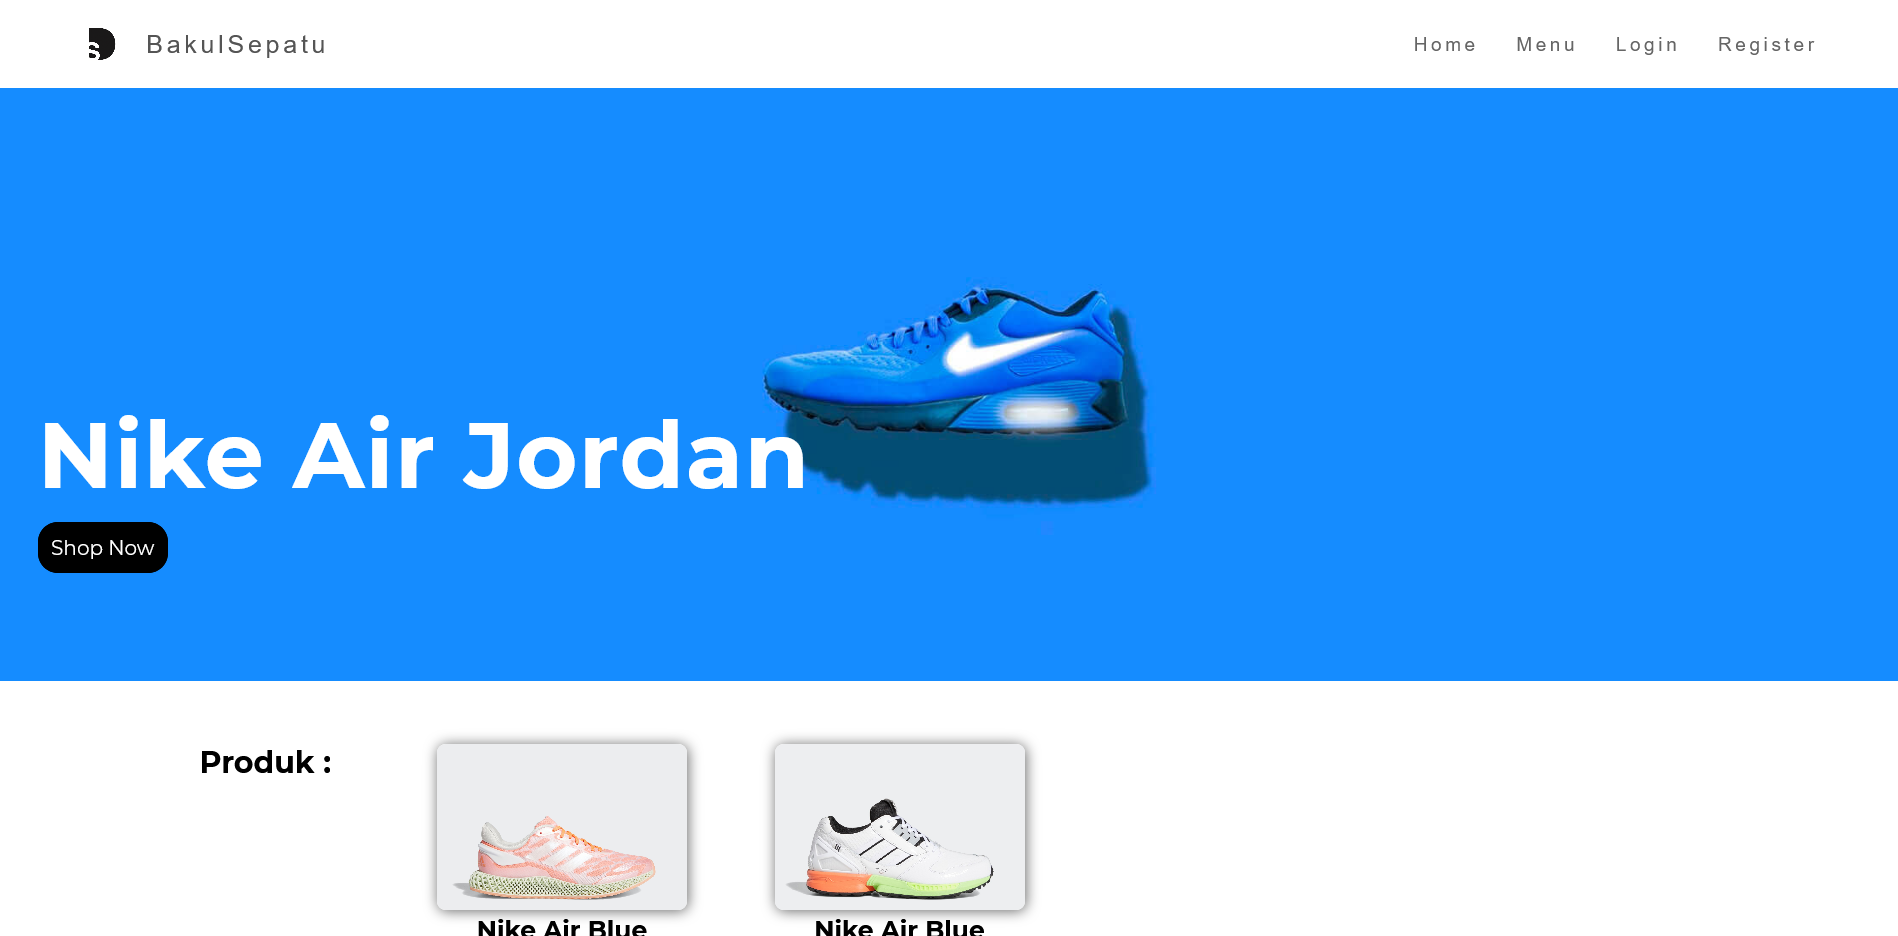 BakulSepatu
Home Menu Login Register
Nike Air Jordan
Shop Now
Produk :
Nike Air Blue
Nike Air Blue